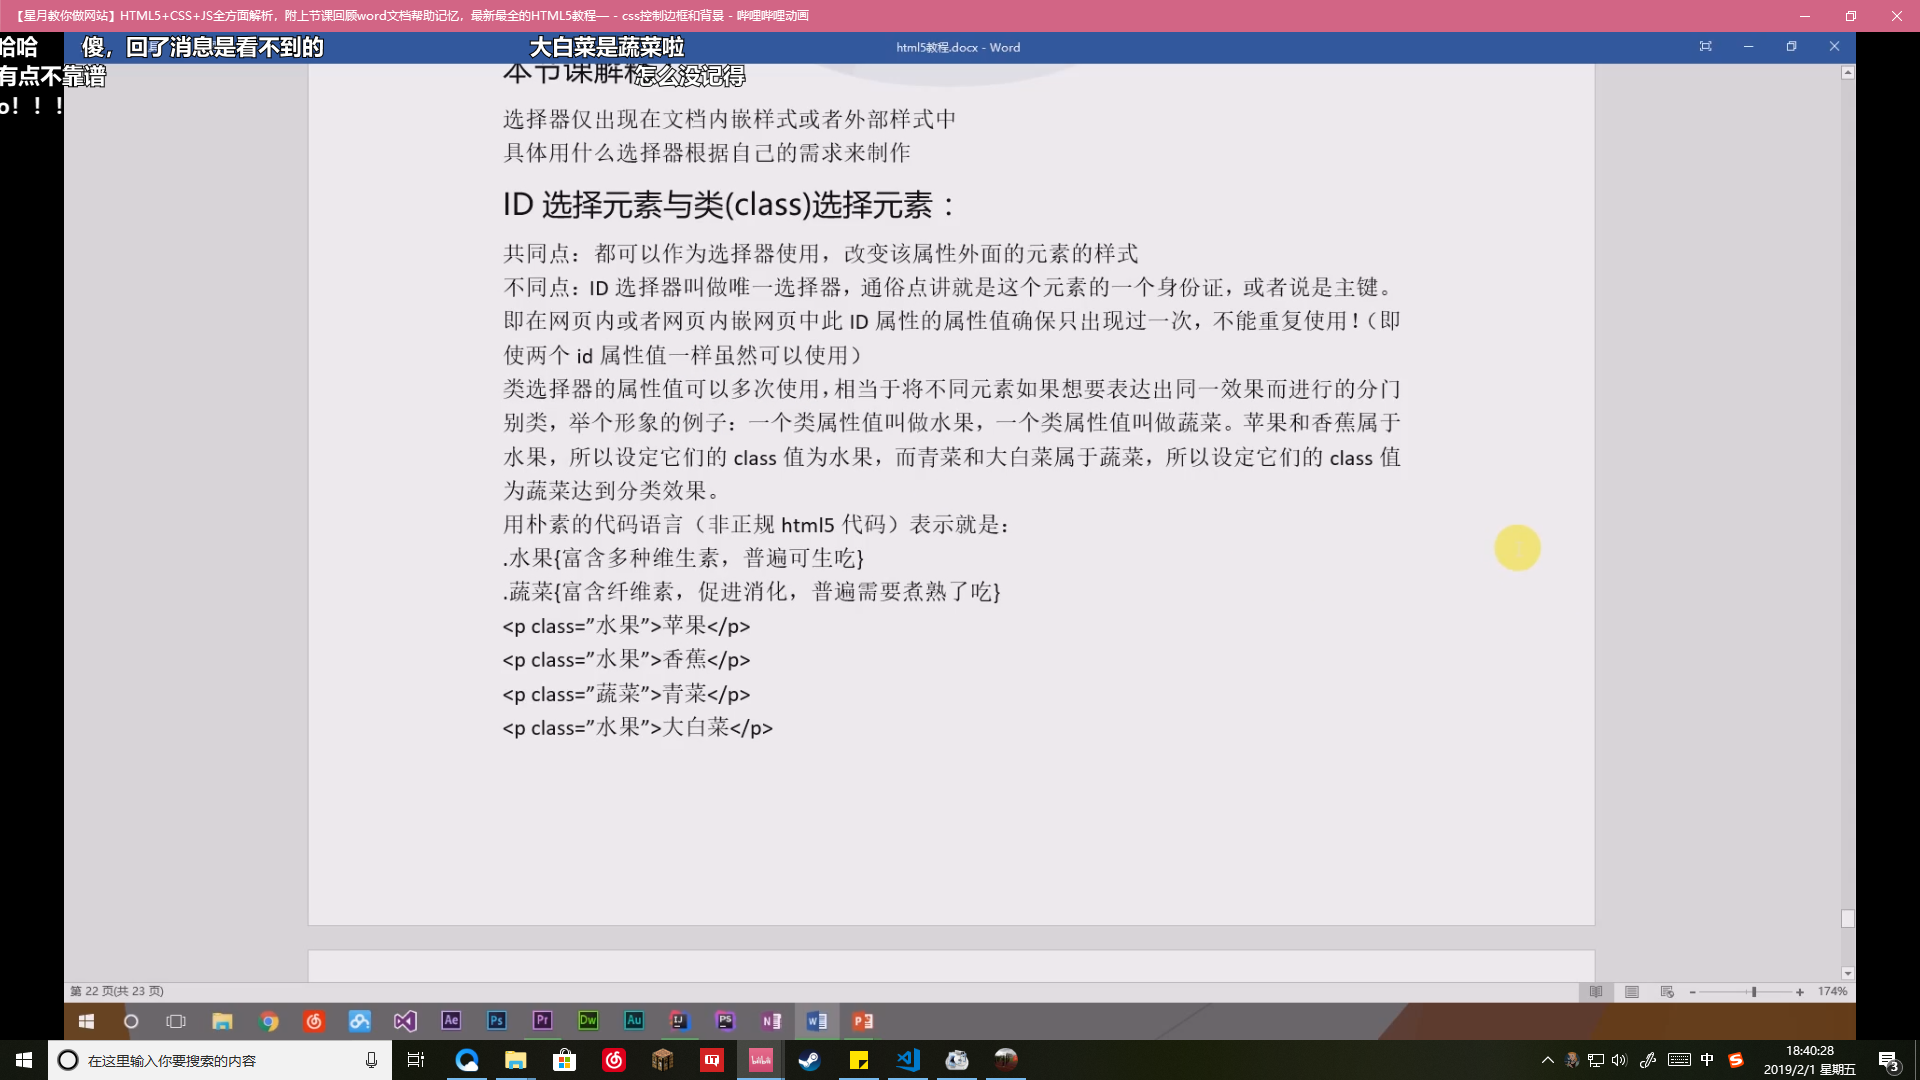 【星月教你做网站】HTML5+CSS+JS全方面解析，附上节课回顾word文档帮助记忆，最新最全的HTML5教程— - css控制边框和背景 - 哔哩哔哩动画
哈哈
傻，回了消息是看不到的
大白菜是蔬菜啦
html5教程.docx - Word
有点不靠谱
怎么没记得
o！！！
本节课解释
选择器仅出现在文档内嵌样式或者外部样式中
具体用什么选择器根据自己的需求来制作
ID 选择元素与类(class)选择元素：
共同点：都可以作为选择器使用，改变该属性外面的元素的样式
不同点：ID 选择器叫做唯一选择器，通俗点讲就是这个元素的一个身份证，或者说是主键。
即在网页内或者网页内嵌网页中此 ID 属性的属性值确保只出现过一次，不能重复使用！（即
使两个 id 属性值一样虽然可以使用）
类选择器的属性值可以多次使用，相当于将不同元素如果想要表达出同一效果而进行的分门
别类，举个形象的例子：一个类属性值叫做水果，一个类属性值叫做蔬菜。苹果和香蕉属于
水果，所以设定它们的 class 值为水果，而青菜和大白菜属于蔬菜，所以设定它们的 class 值
为蔬菜达到分类效果。
用朴素的代码语言（非正规 html5 代码）表示就是：
.水果{富含多种维生素，普遍可生吃}
.蔬菜{富含纤维素，促进消化，普遍需要煮熟了吃}
<p class=”水果”>苹果</p>
<p class=”水果”>香蕉</p>
<p class=”蔬菜”>青菜</p>
<p class=”水果”>大白菜</p>
第 22 页(共 23 页)
174%
Ae Ps Pr Dw Au IJ PS N W P
在这里输入你要搜索的内容
中
18:40:28
2019/2/1 星期五
3